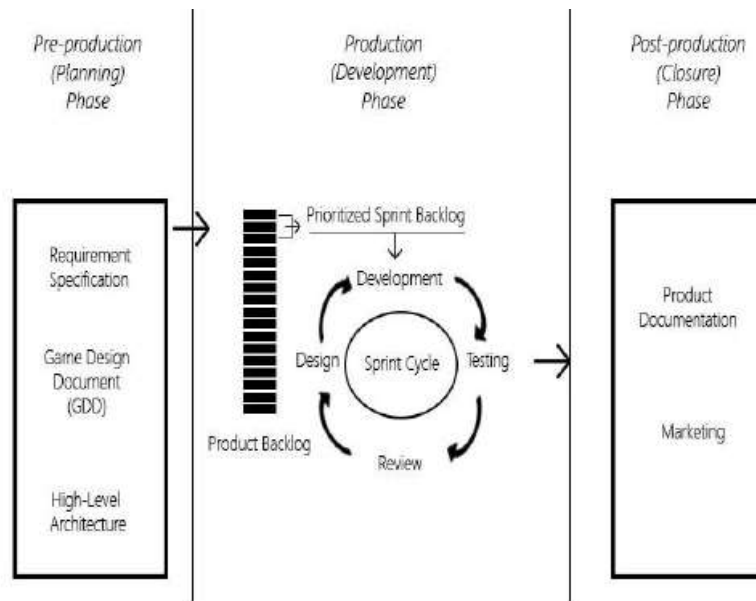 Pre-production
(Planning)
Phase
Production
(Development)
Phase
Post-production
(Closure)
Phase
Requirement
Specification
Game Design
Document
(GDD)
High-Level
Architecture
Prioritized Sprint Backlog
Development
Design
Sprint Cycle
Testing
Review
Product Backlog
Product
Documentation
Marketing